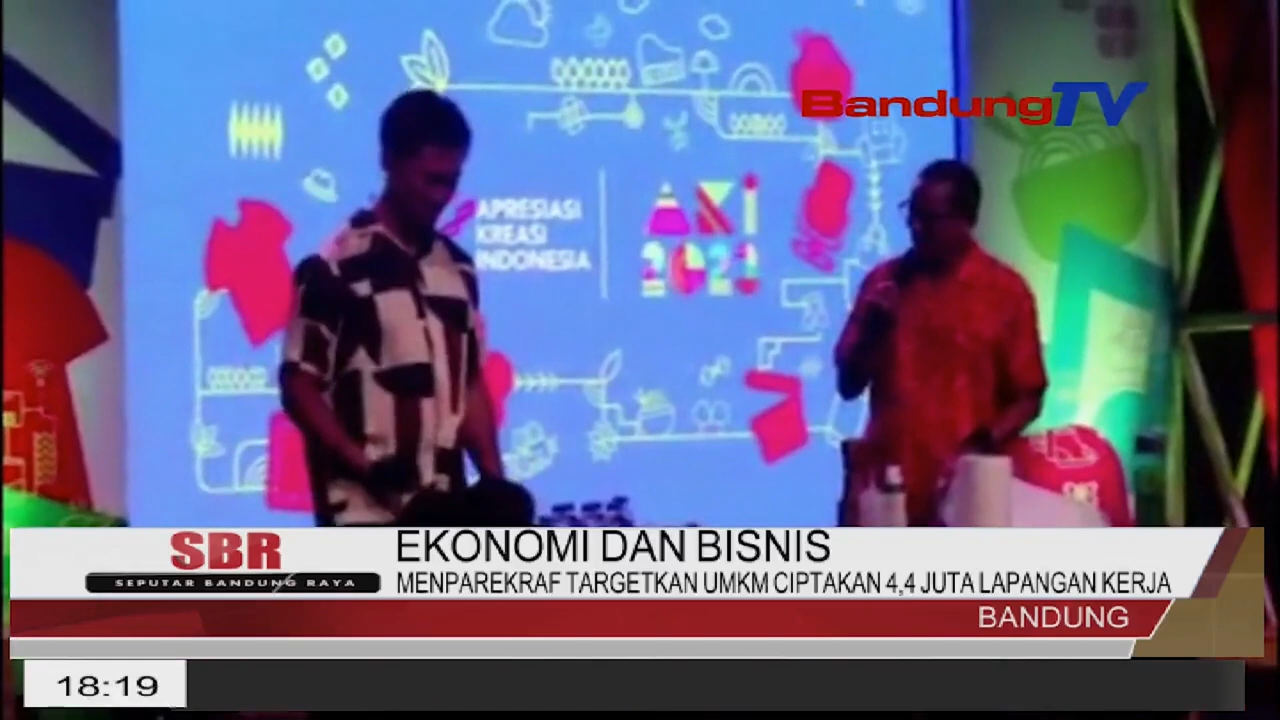 BandungTV
APRESIASI
KREASI
INDONESIA
AKI
2023
SBR
SEPUTAR BANDUNG RAYA
EKONOMI DAN BISNIS
MENPAREKRAF TARGETKAN UMKM CIPTAKAN 4,4 JUTA LAPANGAN KERJA
BANDUNG
18:19